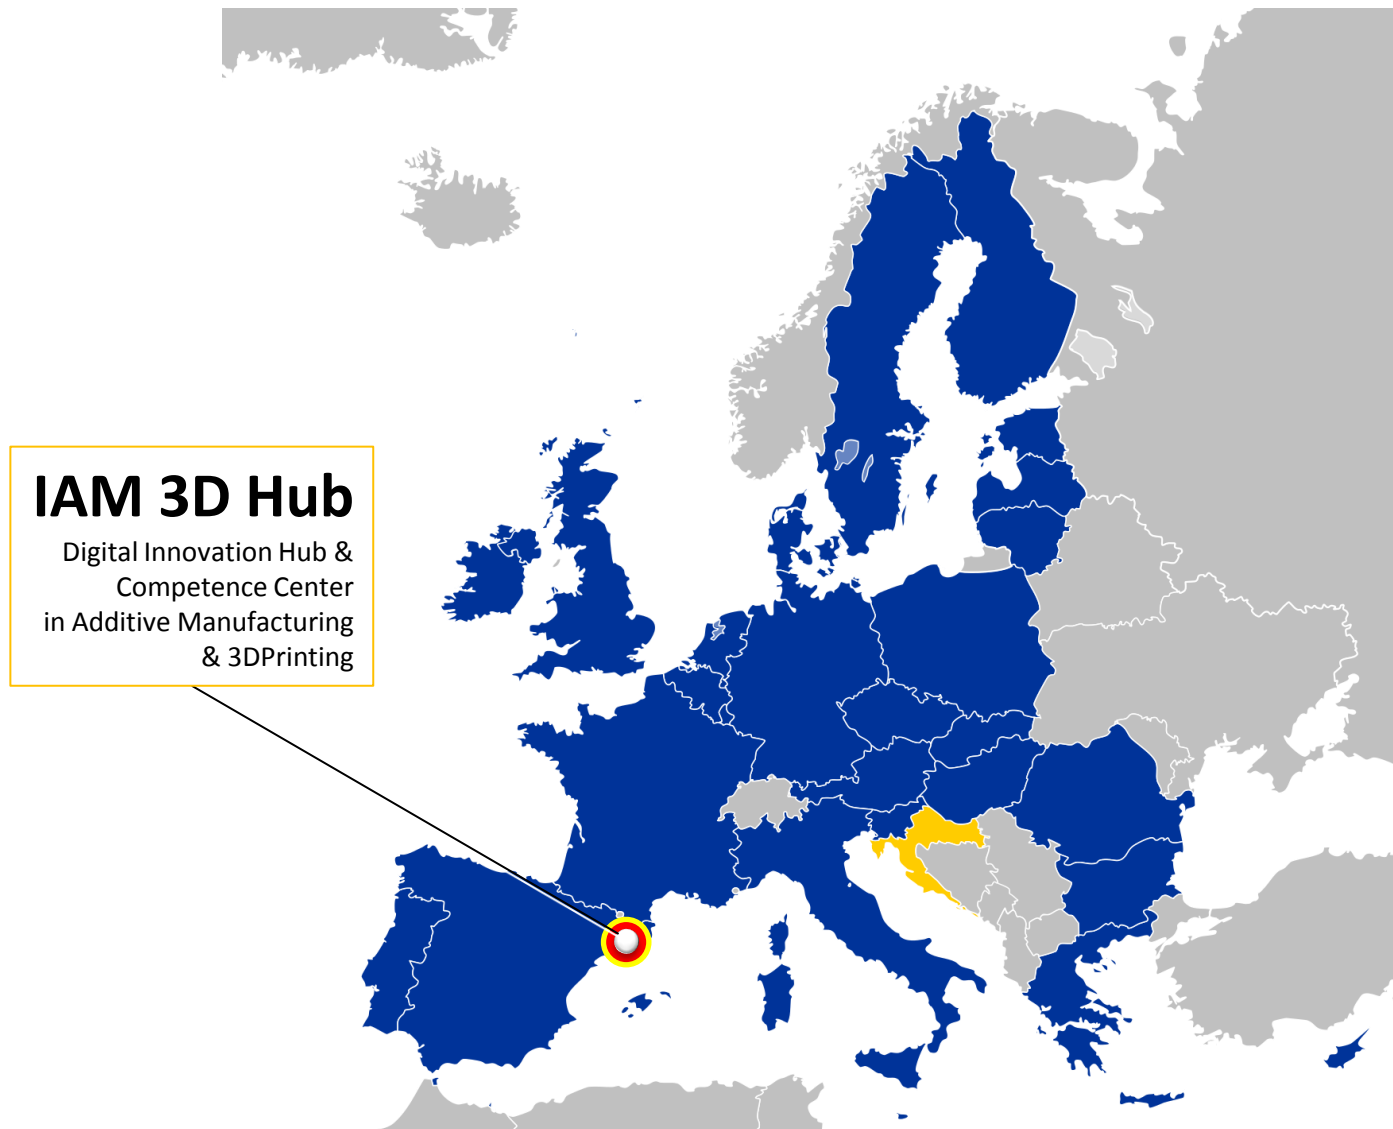 IAM 3D Hub
Digital Innovation Hub &
Competence Center
in Additive Manufacturing
& 3DPrinting